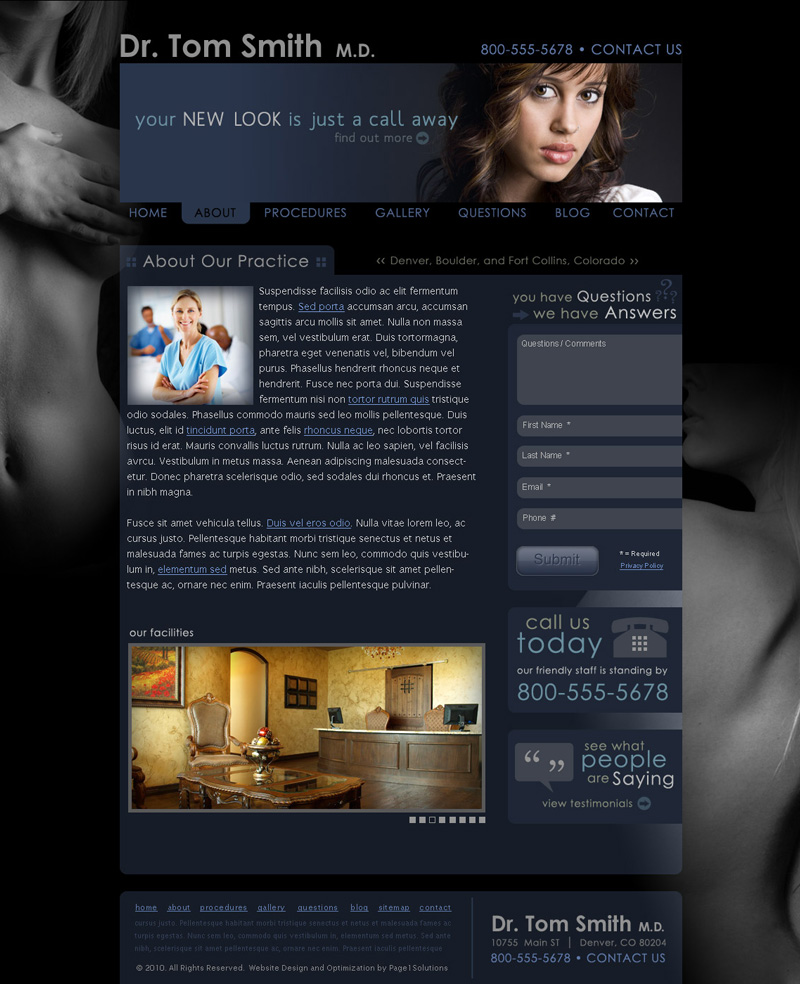 Dr. Tom Smith M.D.
800-555-5678 • CONTACT US
your NEW LOOK is just a call away
find out more
HOME ABOUT PROCEDURES GALLERY QUESTIONS BLOG CONTACT
About Our Practice
‹‹ Denver, Boulder, and Fort Collins, Colorado ››
Suspendisse facilisis odio ac elit fermentum
tempus. Sed porta accumsan arcu, accumsan
sagittis arcu mollis sit amet. Nulla non massa
sem, vel vestibulum erat. Duis tortormagna,
pharetra eget venenatis vel, bibendum vel
purus. Phasellus hendrerit rhoncus neque et
hendrerit. Fusce nec porta dui. Suspendisse
fermentum nisi non tortor rutrum quis tristique
odio sodales. Phasellus commodo mauris sed leo mollis pellentesque. Duis
luctus, elit id tincidunt porta, ante felis rhoncus neque, nec lobortis tortor
risus id erat. Mauris convallis luctus rutrum. Nulla ac leo sapien, vel facilisis
avrcu. Vestibulum in metus massa. Aenean adipiscing malesuada consect-
etur. Donec pharetra scelerisque odio, sed sodales dui rhoncus et. Praesent
in nibh magna.
Fusce sit amet vehicula tellus. Duis vel eros odio. Nulla vitae lorem leo, ac
cursus justo. Pellentesque habitant morbi tristique senectus et netus et
malesuada fames ac turpis egestas. Nunc sem leo, commodo quis vestibu-
lum in, elementum sed metus. Sed ante nibh, scelerisque sit amet pellen-
tesque ac, ornare nec enim. Praesent iaculis pellentesque pulvinar.
our facilities
you have Questions ???
we have Answers
Questions / Comments
First Name *
Last Name *
Email *
Phone #
Submit
* = Required
Privacy Policy
call us
today
our friendly staff is standing by
800-555-5678
see what
people
are Saying
view testimonials
home about procedures gallery questions blog sitemap contact
cursus justo. Pellentesque habitant morbi tristique senectus et netus et malesuada fames ac
turpis egestas. Nunc sem leo, commodo quis vestibulum in, elementum sed metus. Sed ante
nibh, scelerisque sit amet pellentesque ac, ornare nec enim. Praesent iaculis pellentesque
© 2010. All Rights Reserved. Website Design and Optimization by Page1Solutions
Dr. Tom Smith M.D.
10755 Main ST | Denver, CO 80204
800-555-5678 • CONTACT US